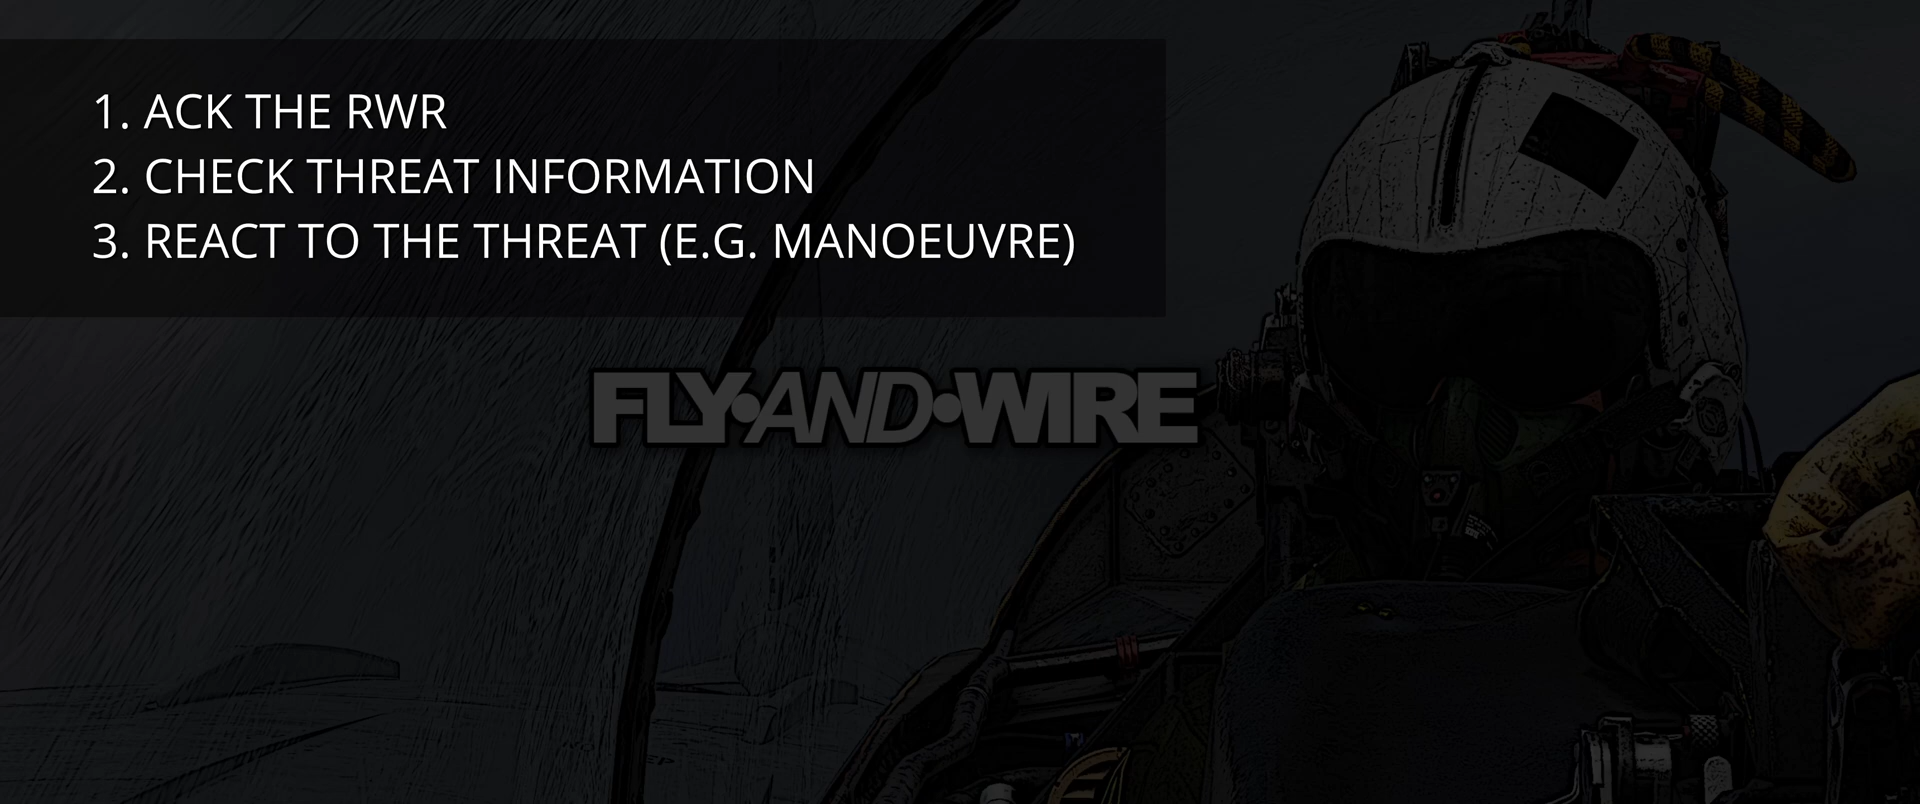 1. ACK THE RWR
2. CHECK THREAT INFORMATION
3. REACT TO THE THREAT (E.G. MANOEUVRE)
FLY•AND•WIRE